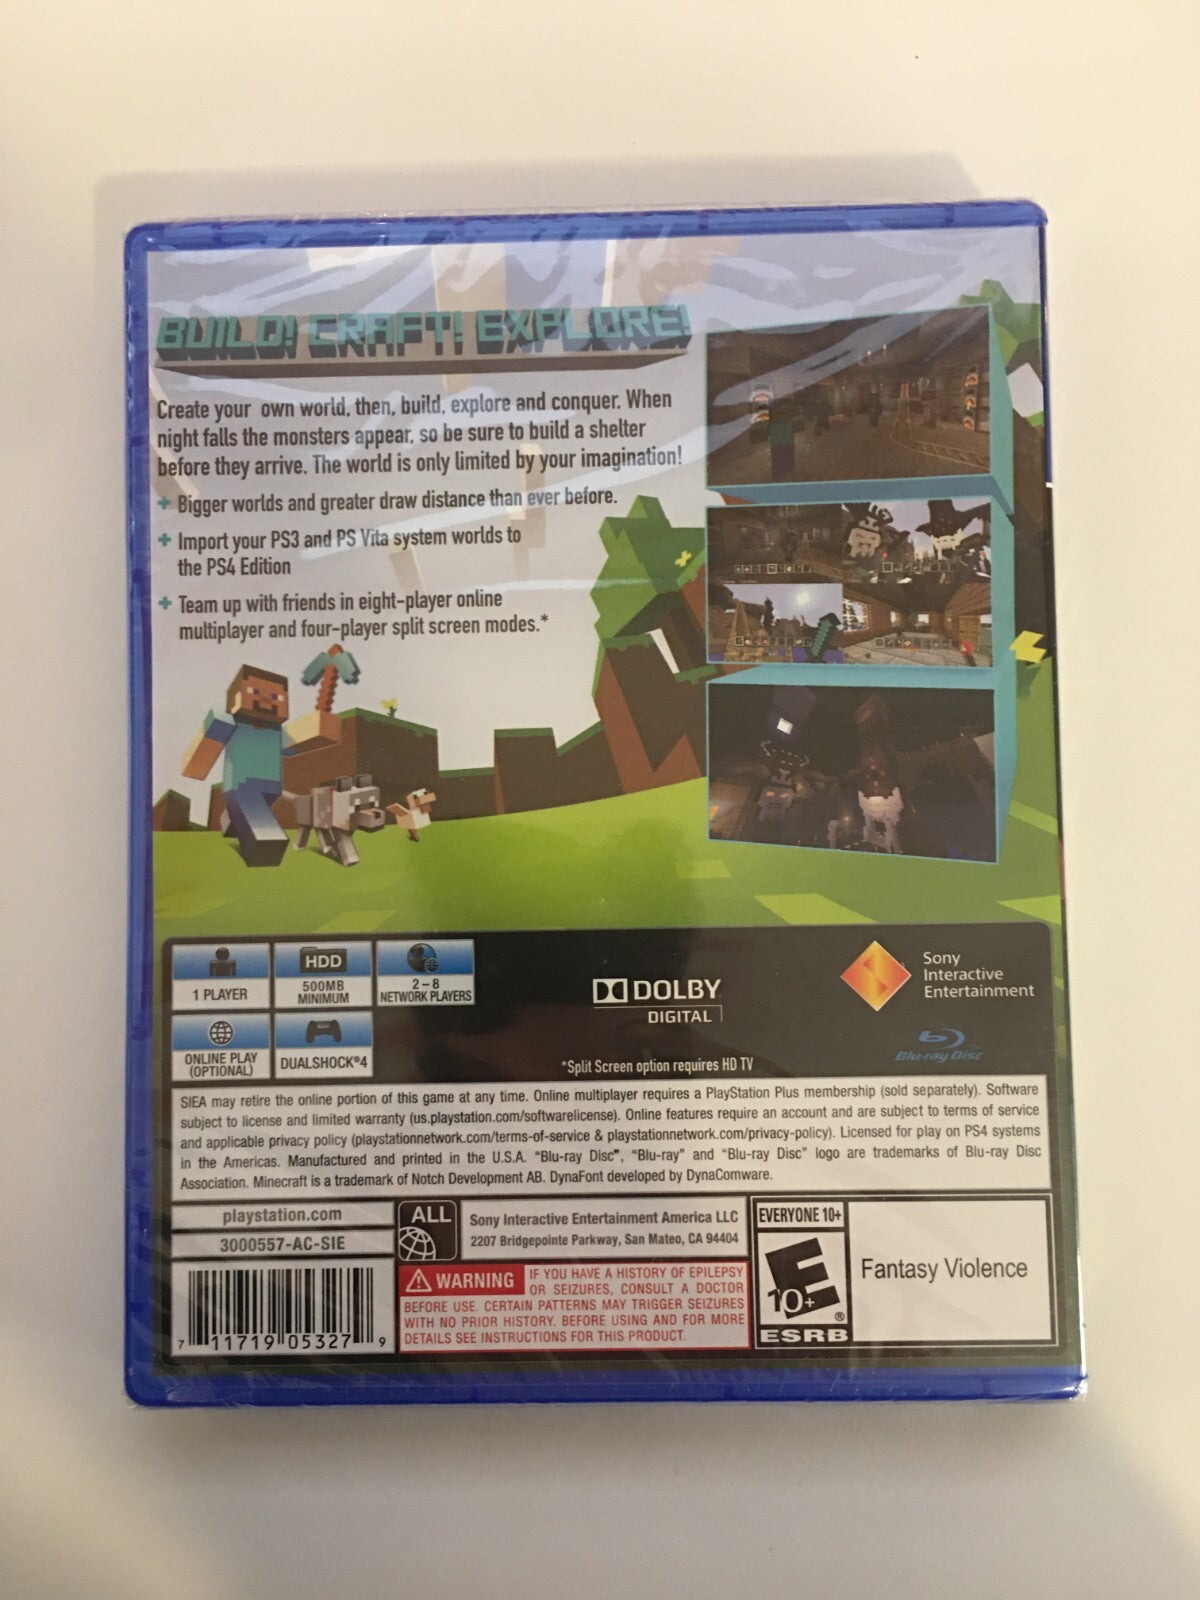 BUILD! CRAFT! EXPLORE!
Create your own world, then, build, explore and conquer. When
night falls the monsters appear, so be sure to build a shelter
before they arrive. The world is only limited by your imagination!
+ Bigger worlds and greater draw distance than ever before.
+ Import your PS3 and PS Vita system worlds to
the PS4 Edition
+ Team up with friends in eight-player online
multiplayer and four-player split screen modes.*
1 PLAYER
HDD
500MB
MINIMUM
2-8
NETWORK PLAYERS
ONLINE PLAY
(OPTIONAL)
DUALSHOCK®4
DOLBY
DIGITAL
*Split Screen option requires HD TV
Sony
Interactive
Entertainment
Blu-ray Disc™
SIEA may retire the online portion of this game at any time. Online multiplayer requires a PlayStation Plus membership (sold separately). Software
subject to license and limited warranty (us.playstation.com/softwarelicense). Online features require an account and are subject to terms of service
and applicable privacy policy (playstationnetwork.com/terms-of-service & playstationnetwork.com/privacy-policy). Licensed for play on PS4 systems
in the Americas. Manufactured and printed in the U.S.A. “Blu-ray Disc”, “Blu-ray” and “Blu-ray Disc” logo are trademarks of Blu-ray Disc
Association. Minecraft is a trademark of Notch Development AB. DynaFont developed by DynaComware.
playstation.com
3000557-AC-SIE
7 11719 05327 9
ALL
Sony Interactive Entertainment America LLC
2207 Bridgepointe Parkway, San Mateo, CA 94404
WARNING IF YOU HAVE A HISTORY OF EPILEPSY
OR SEIZURES, CONSULT A DOCTOR
BEFORE USE. CERTAIN PATTERNS MAY TRIGGER SEIZURES
WITH NO PRIOR HISTORY. BEFORE USING AND FOR MORE
DETAILS SEE INSTRUCTIONS FOR THIS PRODUCT.
EVERYONE 10+
E
10+
®
ESRB
Fantasy Violence